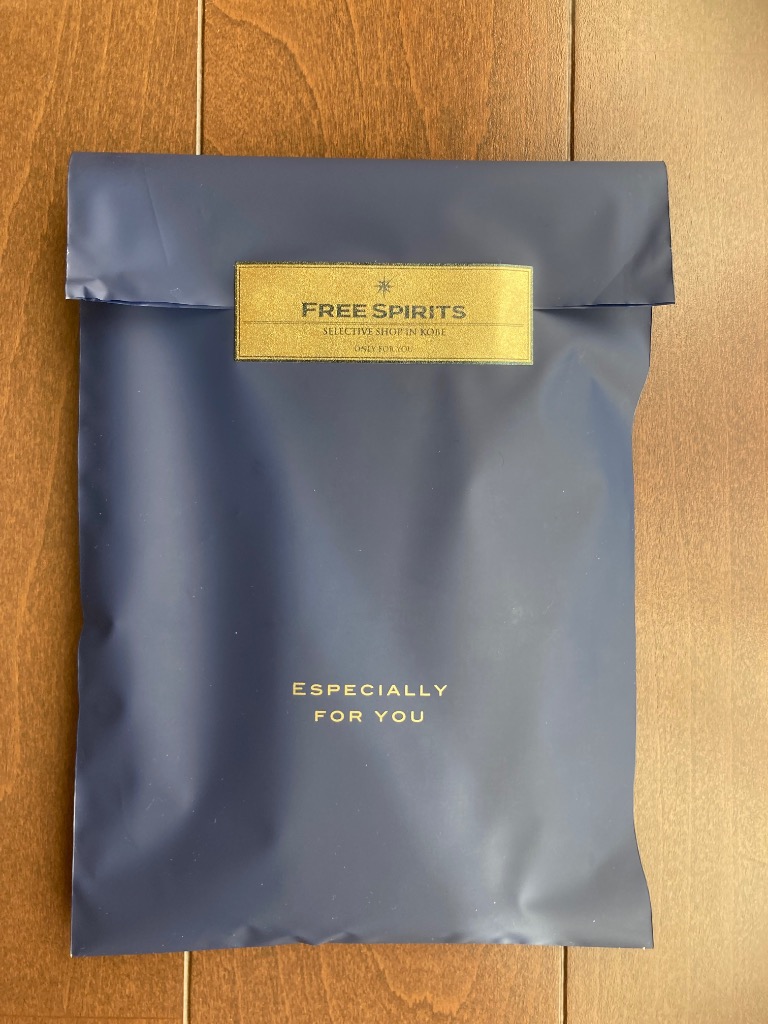 FREE SPIRITS
SELECTIVE SHOP IN KOBE
ONLY FOR YOU
ESPECIALLY
FOR YOU